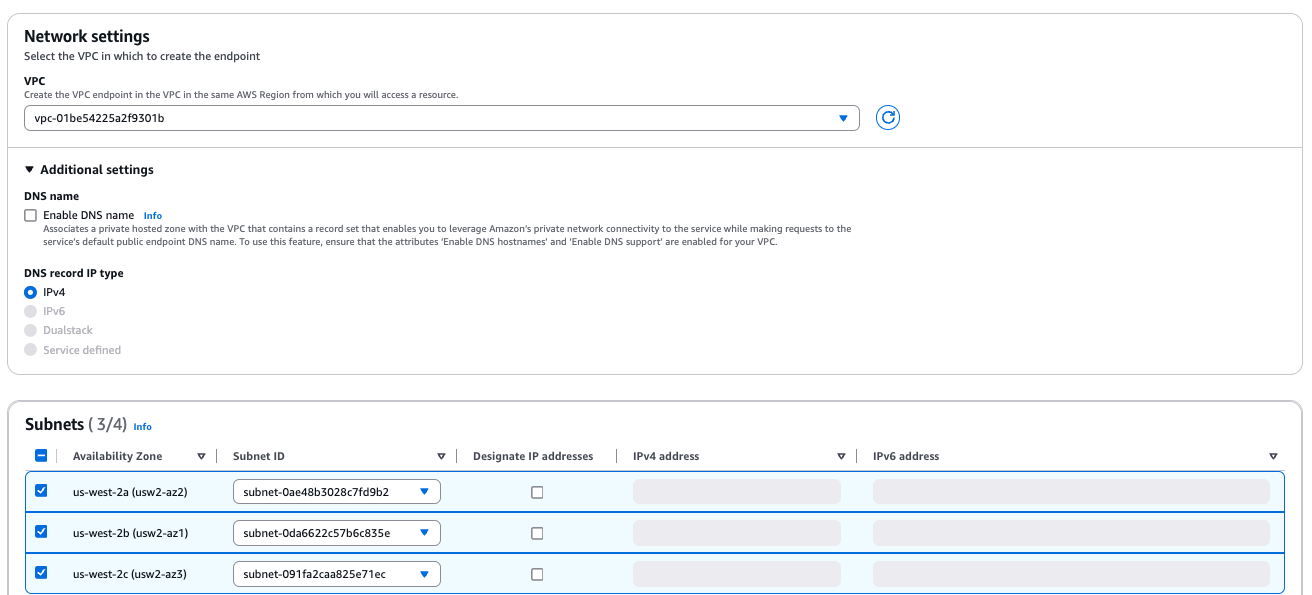 Network settings
Select the VPC in which to create the endpoint
VPC
Create the VPC endpoint in the VPC in the same AWS Region from which you will access a resource.
vpc-01be54225a2f9301b
Additional settings
DNS name
Enable DNS name Info
Associates a private hosted zone with the VPC that contains a record set that enables you to leverage Amazon's private network connectivity to the service while making requests to the
service's default public endpoint DNS name. To use this feature, ensure that the attributes 'Enable DNS hostnames' and 'Enable DNS support' are enabled for your VPC.
DNS record IP type
IPv4
IPv6
Dualstack
Service defined
Subnets ( 3/4) Info
Availability Zone Subnet ID Designate IP addresses IPv4 address IPv6 address
us-west-2a (usw2-az2) subnet-0ae48b3028c7fd9b2
us-west-2b (usw2-az1) subnet-0da6622c57b6c835e
us-west-2c (usw2-az3) subnet-091fa2caa825e71ec